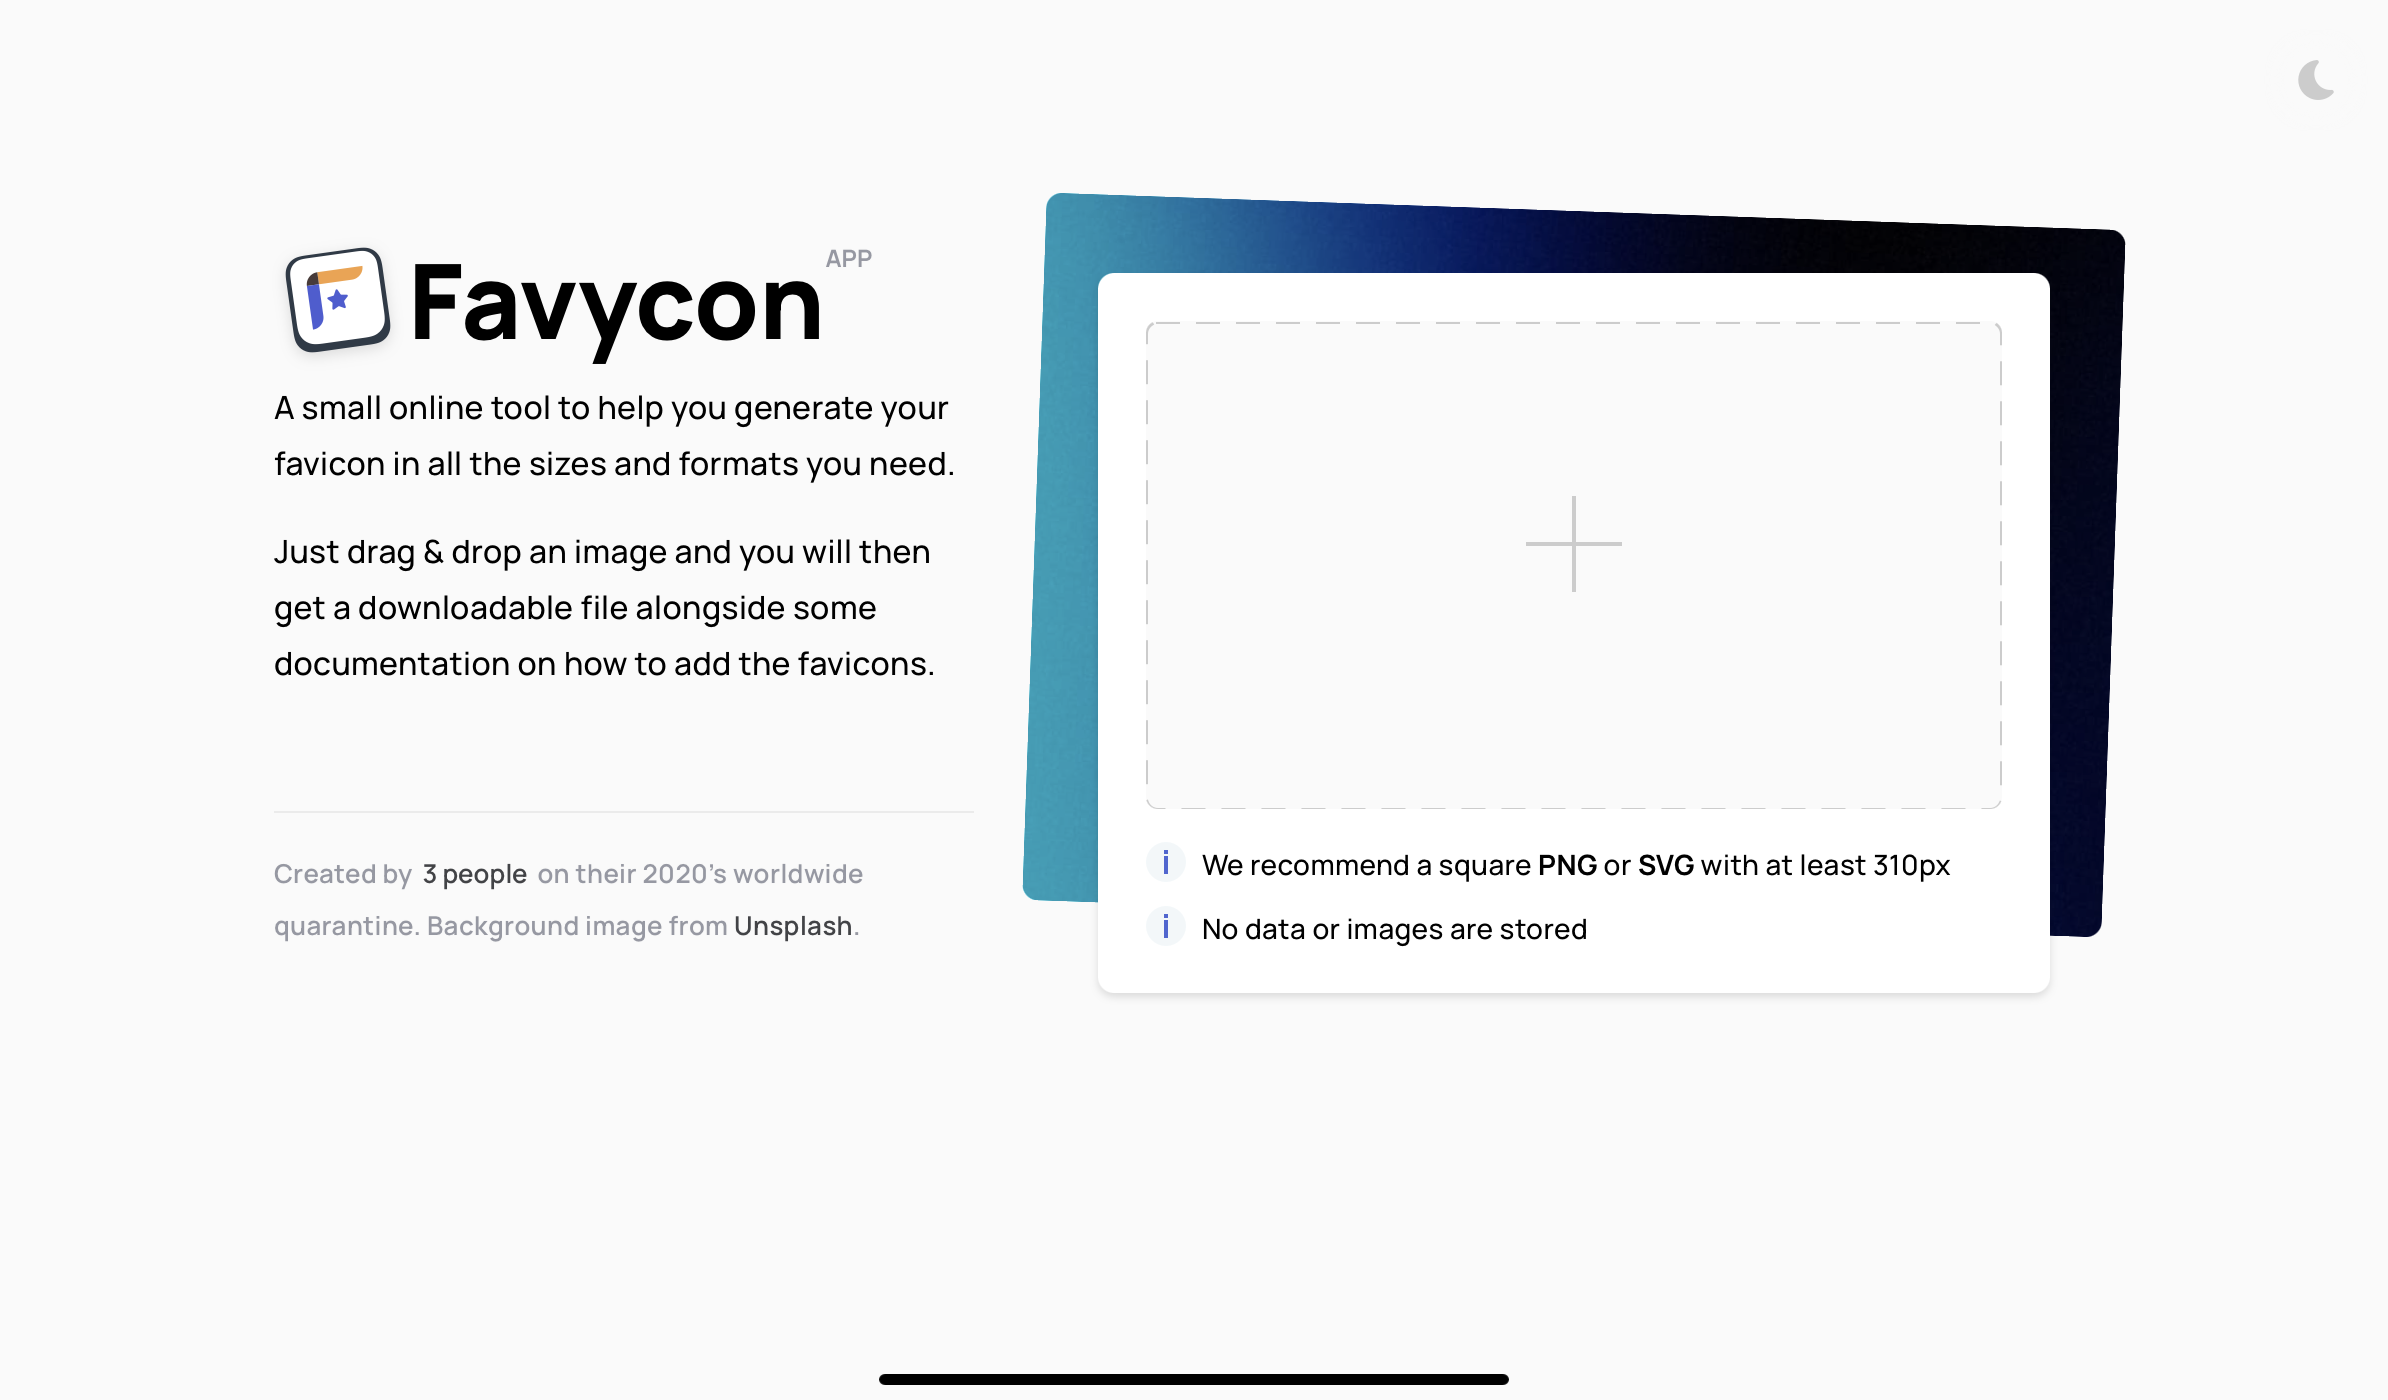 Favycon APP
A small online tool to help you generate your
favicon in all the sizes and formats you need.
Just drag & drop an image and you will then
get a downloadable file alongside some
documentation on how to add the favicons.
Created by 3 people on their 2020's worldwide
quarantine. Background image from Unsplash.
We recommend a square PNG or SVG with at least 310px
No data or images are stored